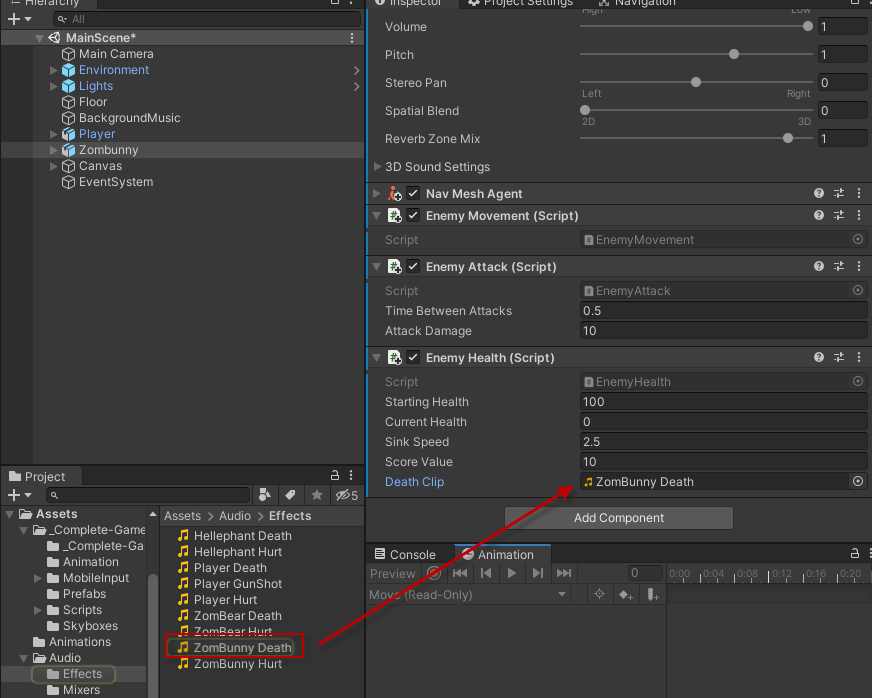 Hierarchy
All
MainScene*
Main Camera
Environment
Lights
Floor
BackgroundMusic
Player
Zombunny
Canvas
EventSystem
Inspector
Project Settings
Navigation
High
Low
Volume
1
Pitch
1
Stereo Pan
0
Left
Right
Spatial Blend
0
2D
3D
Reverb Zone Mix
1
3D Sound Settings
Nav Mesh Agent
Enemy Movement (Script)
Script
EnemyMovement
Enemy Attack (Script)
Script
EnemyAttack
Time Between Attacks
0.5
Attack Damage
10
Enemy Health (Script)
Script
EnemyHealth
Starting Health
100
Current Health
0
Sink Speed
2.5
Score Value
10
Death Clip
ZomBunny Death
Add Component
Project
5
Assets
_Complete-Game
_Complete-Ga
Animation
MobileInput
Prefabs
Scripts
Skyboxes
Animations
Audio
Effects
Mixers
Assets > Audio > Effects
Hellephant Death
Hellephant Hurt
Player Death
Player GunShot
Player Hurt
ZomBear Death
ZomBear Hurt
ZomBunny Death
ZomBunny Hurt
Console
Animation
Preview
0
0:00 0:04 0:08 0:12 0:16 0:20
Move (Read-Only)